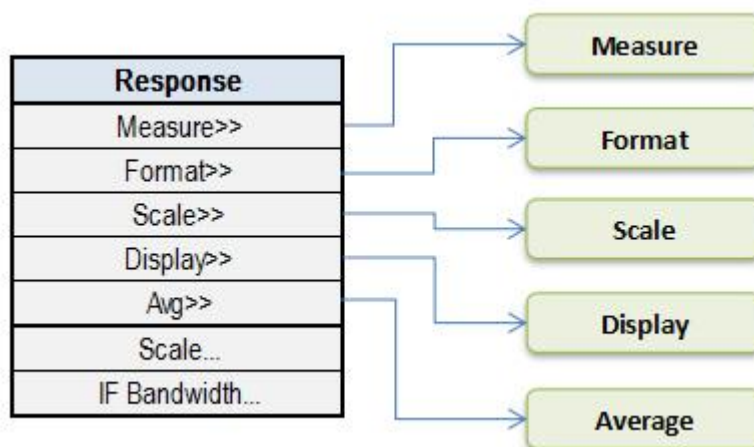 Response
Measure>>
Format>>
Scale>>
Display>>
Avg>>
Scale...
IF Bandwidth...
Measure
Format
Scale
Display
Average